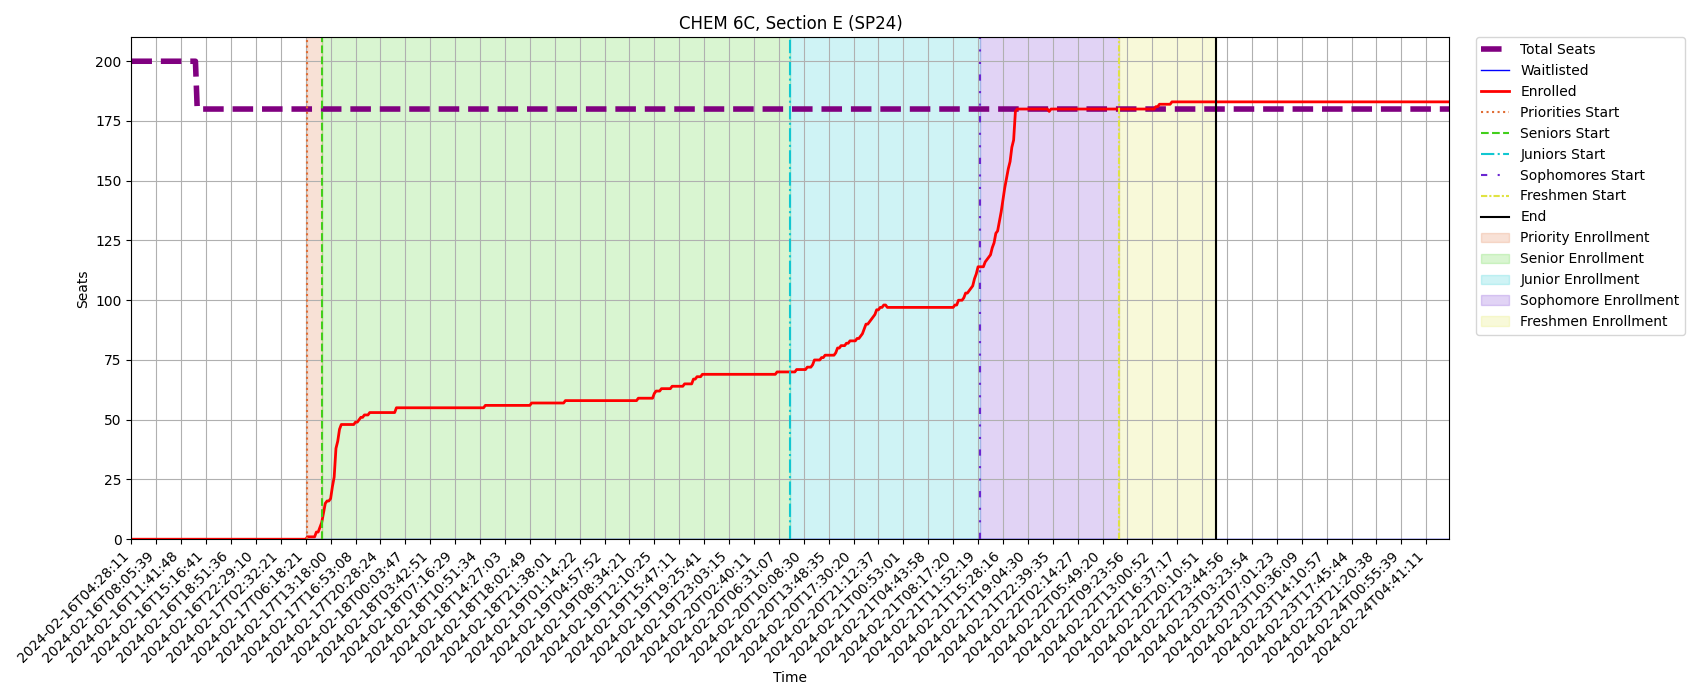 CHEM 6C, Section E (SP24)
Seats
200
175
150
125
100
75
50
25
0
2024-02-16T04:28:11
2024-02-16T08:05:39
2024-02-16T11:41:48
2024-02-16T15:16:41
2024-02-16T18:51:36
2024-02-16T22:29:10
2024-02-17T02:32:21
2024-02-17T06:18:21
2024-02-17T13:18:00
2024-02-17T16:53:08
2024-02-17T20:28:24
2024-02-18T00:03:47
2024-02-18T03:42:51
2024-02-18T07:16:29
2024-02-18T10:51:34
2024-02-18T14:27:03
2024-02-18T18:02:49
2024-02-18T21:38:01
2024-02-19T01:14:22
2024-02-19T04:57:52
2024-02-19T08:34:21
2024-02-19T12:10:25
2024-02-19T15:47:11
2024-02-19T19:25:41
2024-02-19T23:03:15
2024-02-20T02:40:11
2024-02-20T06:31:07
2024-02-20T10:08:30
2024-02-20T13:48:35
2024-02-20T17:30:20
2024-02-20T21:12:37
2024-02-21T00:53:01
2024-02-21T04:43:58
2024-02-21T08:17:20
2024-02-21T11:52:19
2024-02-21T15:28:16
2024-02-21T19:04:30
2024-02-21T22:39:35
2024-02-22T02:14:27
2024-02-22T05:49:20
2024-02-22T09:23:56
2024-02-22T13:00:52
2024-02-22T16:37:17
2024-02-22T20:10:51
2024-02-22T23:44:56
2024-02-23T03:23:54
2024-02-23T07:01:23
2024-02-23T10:36:09
2024-02-23T14:10:57
2024-02-23T17:45:44
2024-02-23T21:20:38
2024-02-24T00:55:39
2024-02-24T04:41:11
Time
Total Seats
Waitlisted
Enrolled
Priorities Start
Seniors Start
Juniors Start
Sophomores Start
Freshmen Start
End
Priority Enrollment
Senior Enrollment
Junior Enrollment
Sophomore Enrollment
Freshmen Enrollment